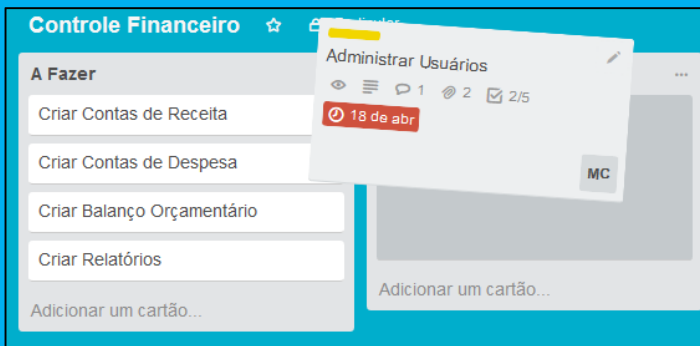 Controle Financeiro
A Fazer
Criar Contas de Receita
Criar Contas de Despesa
Criar Balanço Orçamentário
Criar Relatórios
Adicionar um cartão...
Administrar Usuários
1 2 2/5
18 de abr
MC
...
Adicionar um cartão...